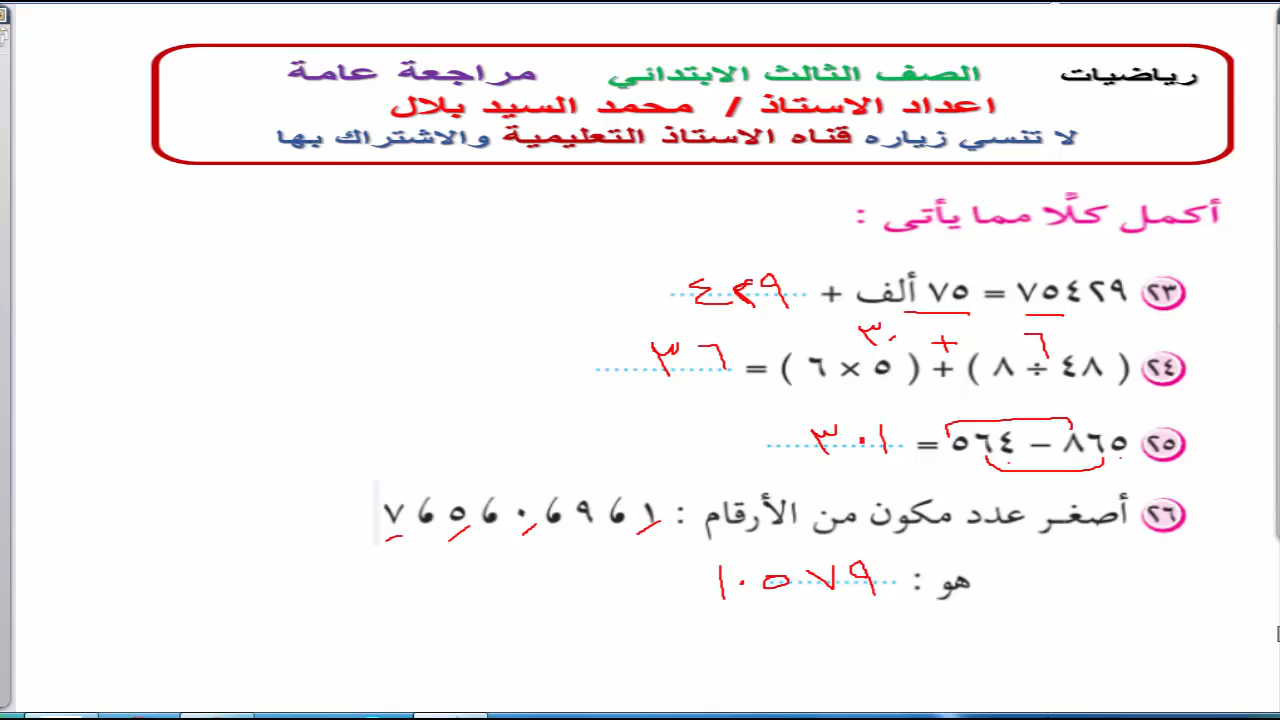 رياضيات الصف الثالث الابتدائي مراجعة عامة
اعداد الاستاذ / محمد السيد بلال
لا تنسي زياره قناه الاستاذ التعليمية والاشتراك بها
أكمل كلًّا مما يأتى :
٢٣ ٧٥٤٢٩ = ٧٥ ألف + ٤٢٩
٦ + ٣٠
٢٤ ( ٤٨ ÷ ٨ ) + ( ٥ × ٦ ) = ٣٦
٢٥ ٨٦٥ − ٥٦٤ = ٣٠١
٢٦ أصغر عدد مكون من الأرقام : ١ ، ٩ ، ٠ ، ٥ ، ٧
هو : ١٠٥٧٩